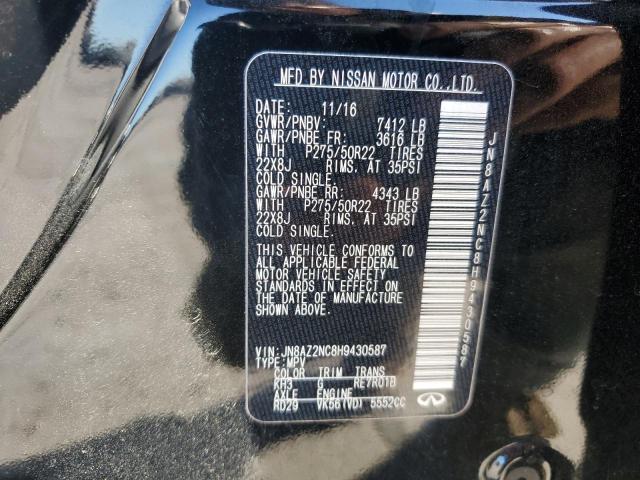 MFD BY NISSAN MOTOR CO.,LTD.
DATE: 11/16
GVWR/PNBV: 7412 LB
GAWR/PNBE FR: 3616 LB
WITH P275/50R22 TIRES
22X8J RIMS. AT 35PSI
COLD SINGLE.
GAWR/PNBE RR: 4343 LB
WITH P275/50R22 TIRES
22X8J RIMS. AT 35PSI
COLD SINGLE.
THIS VEHICLE CONFORMS TO
ALL APPLICABLE FEDERAL
MOTOR VEHICLE SAFETY
STANDARDS IN EFFECT ON
THE DATE OF MANUFACTURE
SHOWN ABOVE.
VIN: JN8AZ2NC8H9430587
TYPE: MPV
COLOR TRIM TRANS
KH3 G RE7R01B
AXLE ENGINE
RD29 VK56(VD) 5552CC
JN8AZ2NC8H9430587